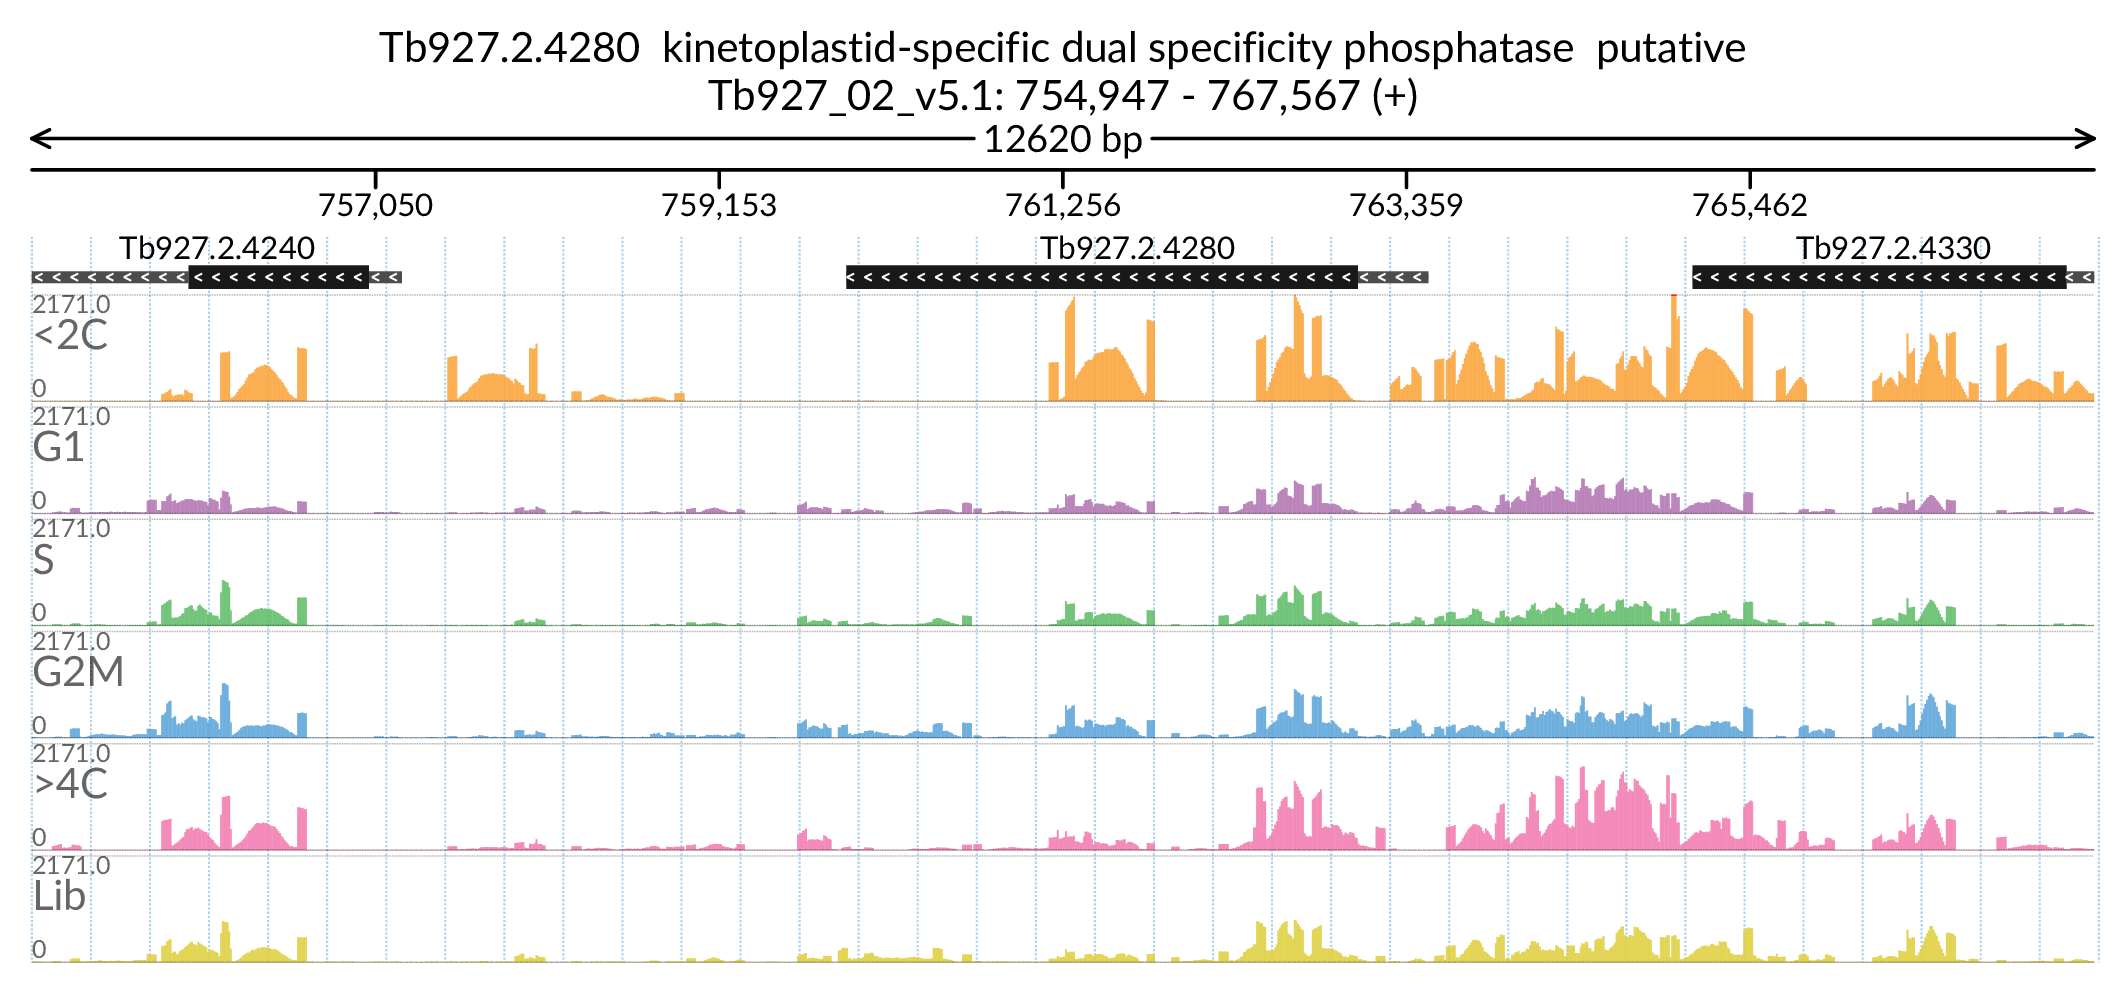 Tb927.2.4280 kinetoplastid-specific dual specificity phosphatase putative
Tb927_02_v5.1: 754,947 - 767,567 (+)
12620 bp
757,050 759,153 761,256 763,359 765,462
Tb927.2.4240 Tb927.2.4280 Tb927.2.4330
2171.0
<2C
0
2171.0
G1
0
2171.0
S
0
2171.0
G2M
0
2171.0
>4C
0
2171.0
Lib
0